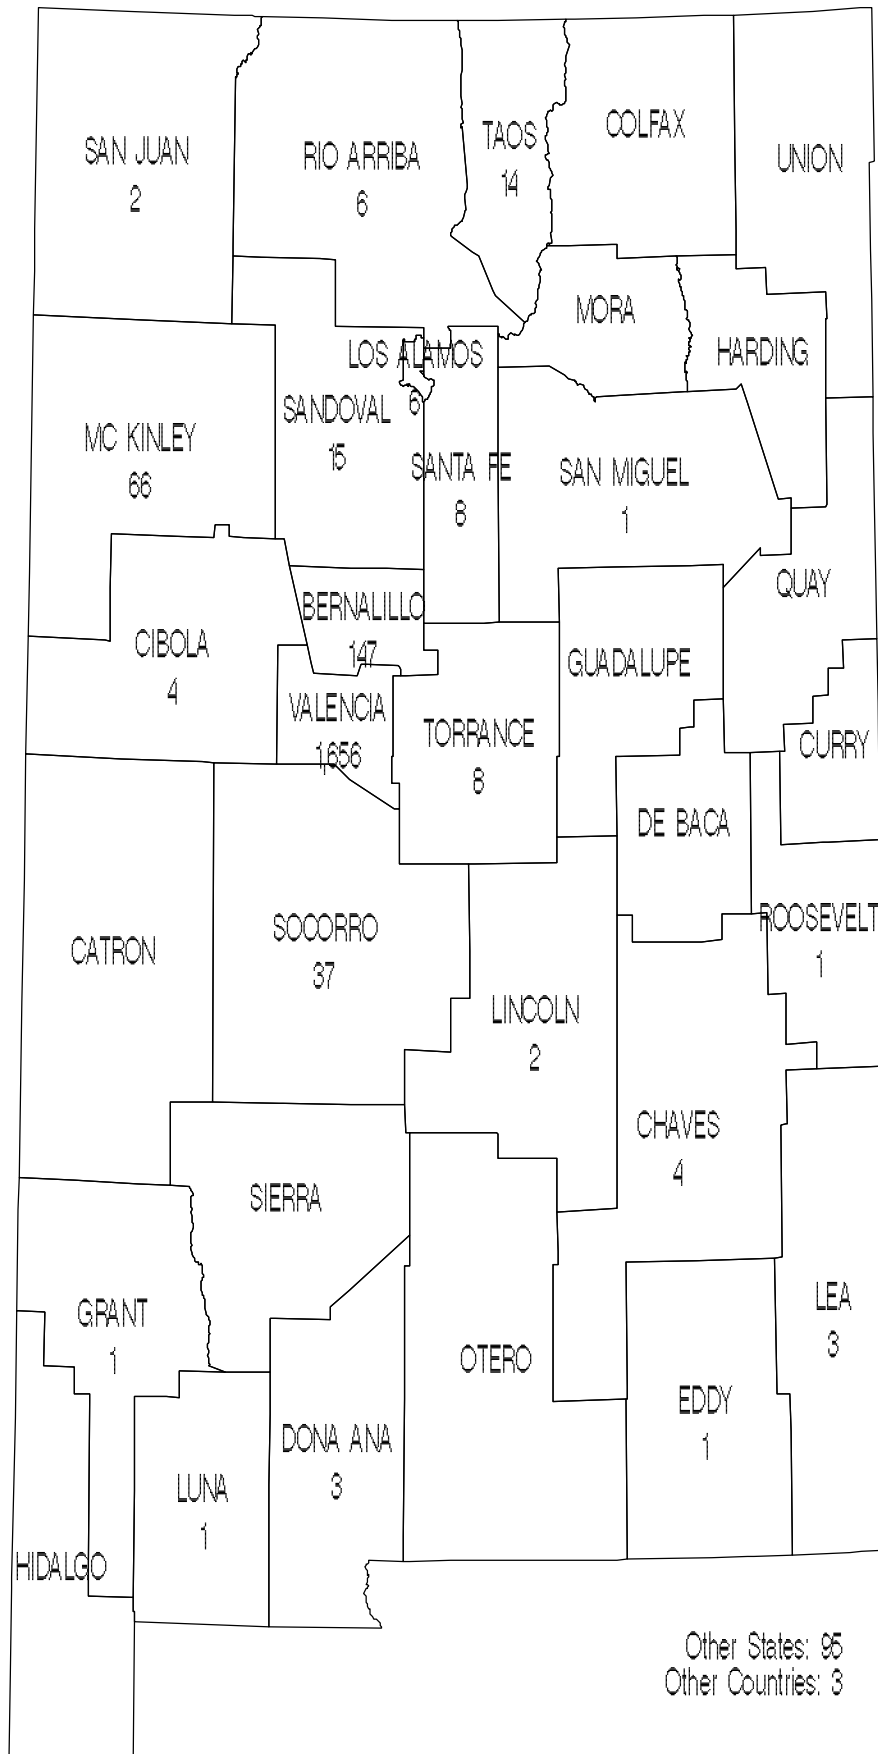 COLFAX
TAOS
14
SAN JUAN
2
RIO ARRIBA
6
UNION
MORA
LOS ALAMOS
6
HARDING
SANDOVAL
15
MC KINLEY
66
SANTA FE
8
SAN MIGUEL
1
QUAY
BERNALILLO
147
CIBOLA
4
GUADALUPE
VALENCIA
1,656
TORRANCE
8
CURRY
DE BACA
ROOSEVELT
1
SOCORRO
37
CATRON
LINCOLN
2
CHAVES
4
SIERRA
LEA
3
GRANT
1
OTERO
EDDY
1
DONA ANA
3
LUNA
1
HIDALGO
Other States: 95
Other Countries: 3